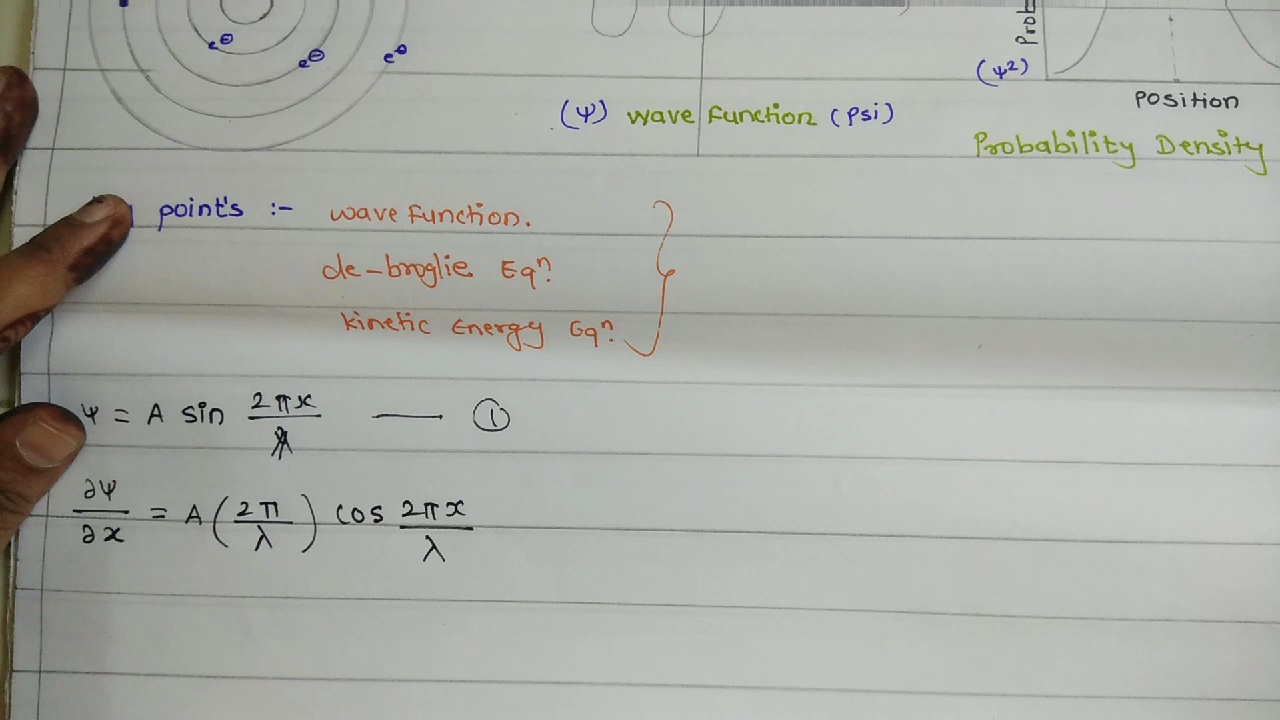 e⊖
e⊖
e⊖
Prob
(ψ²)
Position
(ψ) wave function (Psi)
Probability Density
point's :- wave function.
de-broglie Eqⁿ.
kinetic Energy Eqⁿ.
ψ = A sin 2πx/λ —— ①
∂ψ/∂x = A(2π/λ) cos 2πx/λ